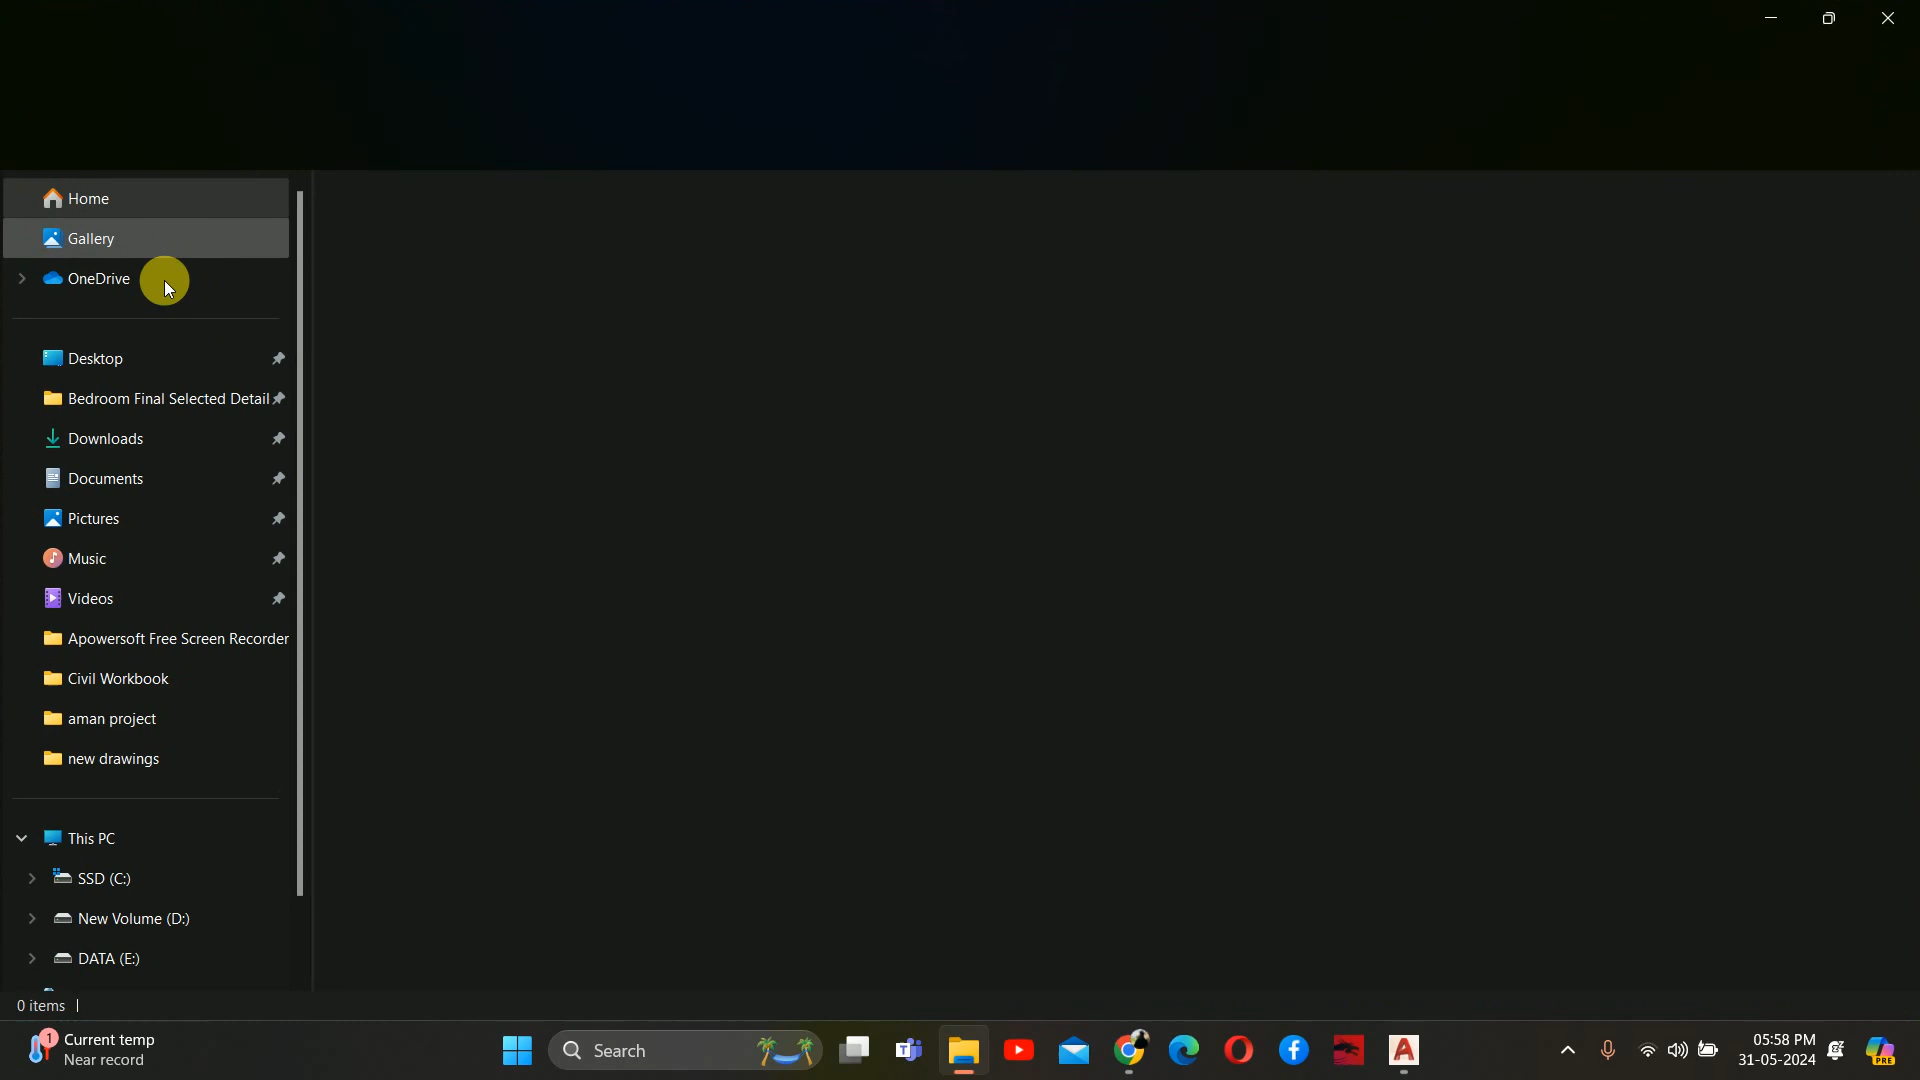 Home
Gallery
OneDrive
Desktop
Bedroom Final Selected Detail
Downloads
Documents
Pictures
Music
Videos
Apowersoft Free Screen Recorder
Civil Workbook
aman project
new drawings
This PC
SSD (C:)
New Volume (D:)
DATA (E:)
0 items
1
Current temp
Near record
Search
05:58 PM
31-05-2024
PRE